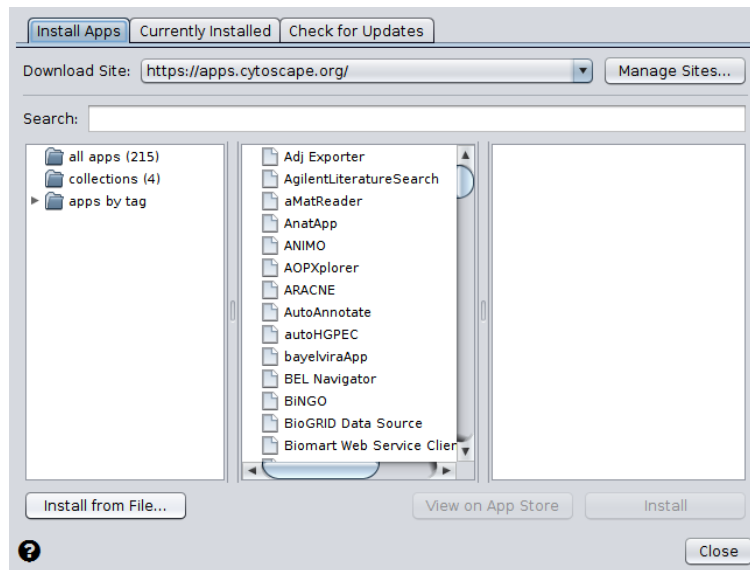 Install Apps Currently Installed Check for Updates
Download Site: https://apps.cytoscape.org/ Manage Sites...
Search:
all apps (215)
collections (4)
apps by tag
Adj Exporter
AgilentLiteratureSearch
aMatReader
AnatApp
ANIMO
AOPXplorer
ARACNE
AutoAnnotate
autoHGPEC
bayelviraApp
BEL Navigator
BiNGO
BioGRID Data Source
Biomart Web Service Clier
Install from File... View on App Store Install
? Close